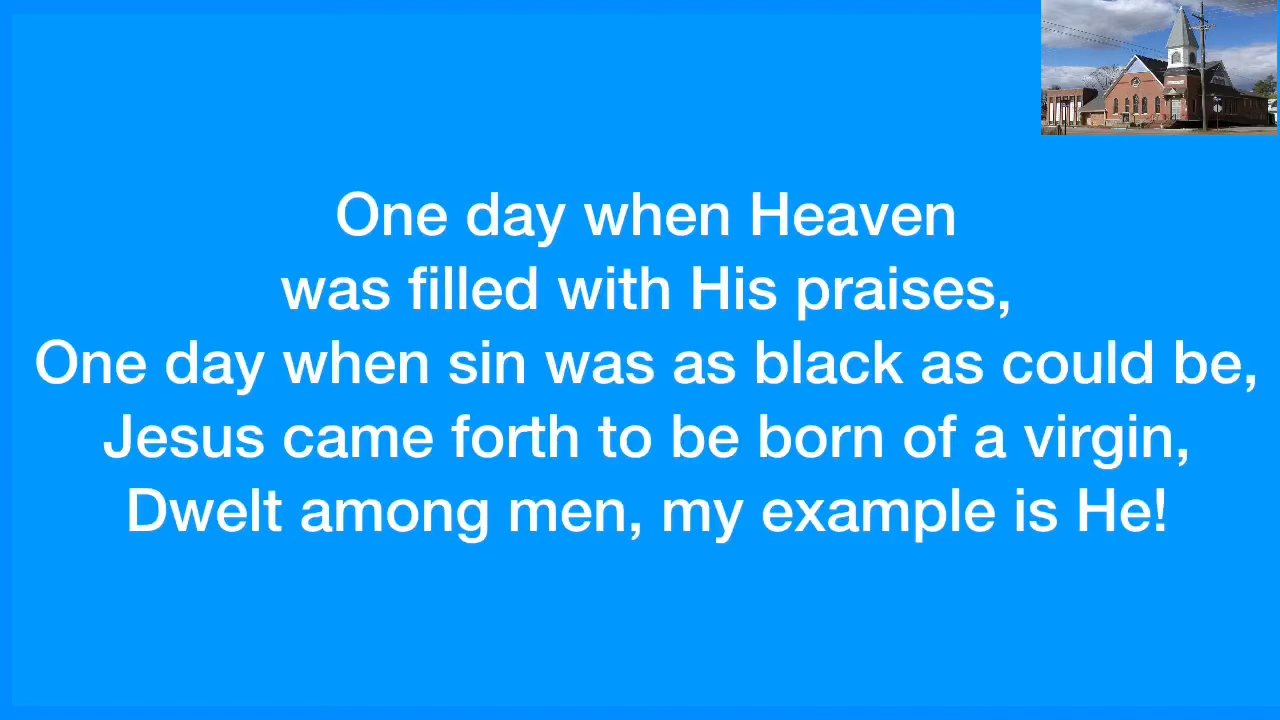 One day when Heaven
was filled with His praises,
One day when sin was as black as could be,
Jesus came forth to be born of a virgin,
Dwelt among men, my example is He!